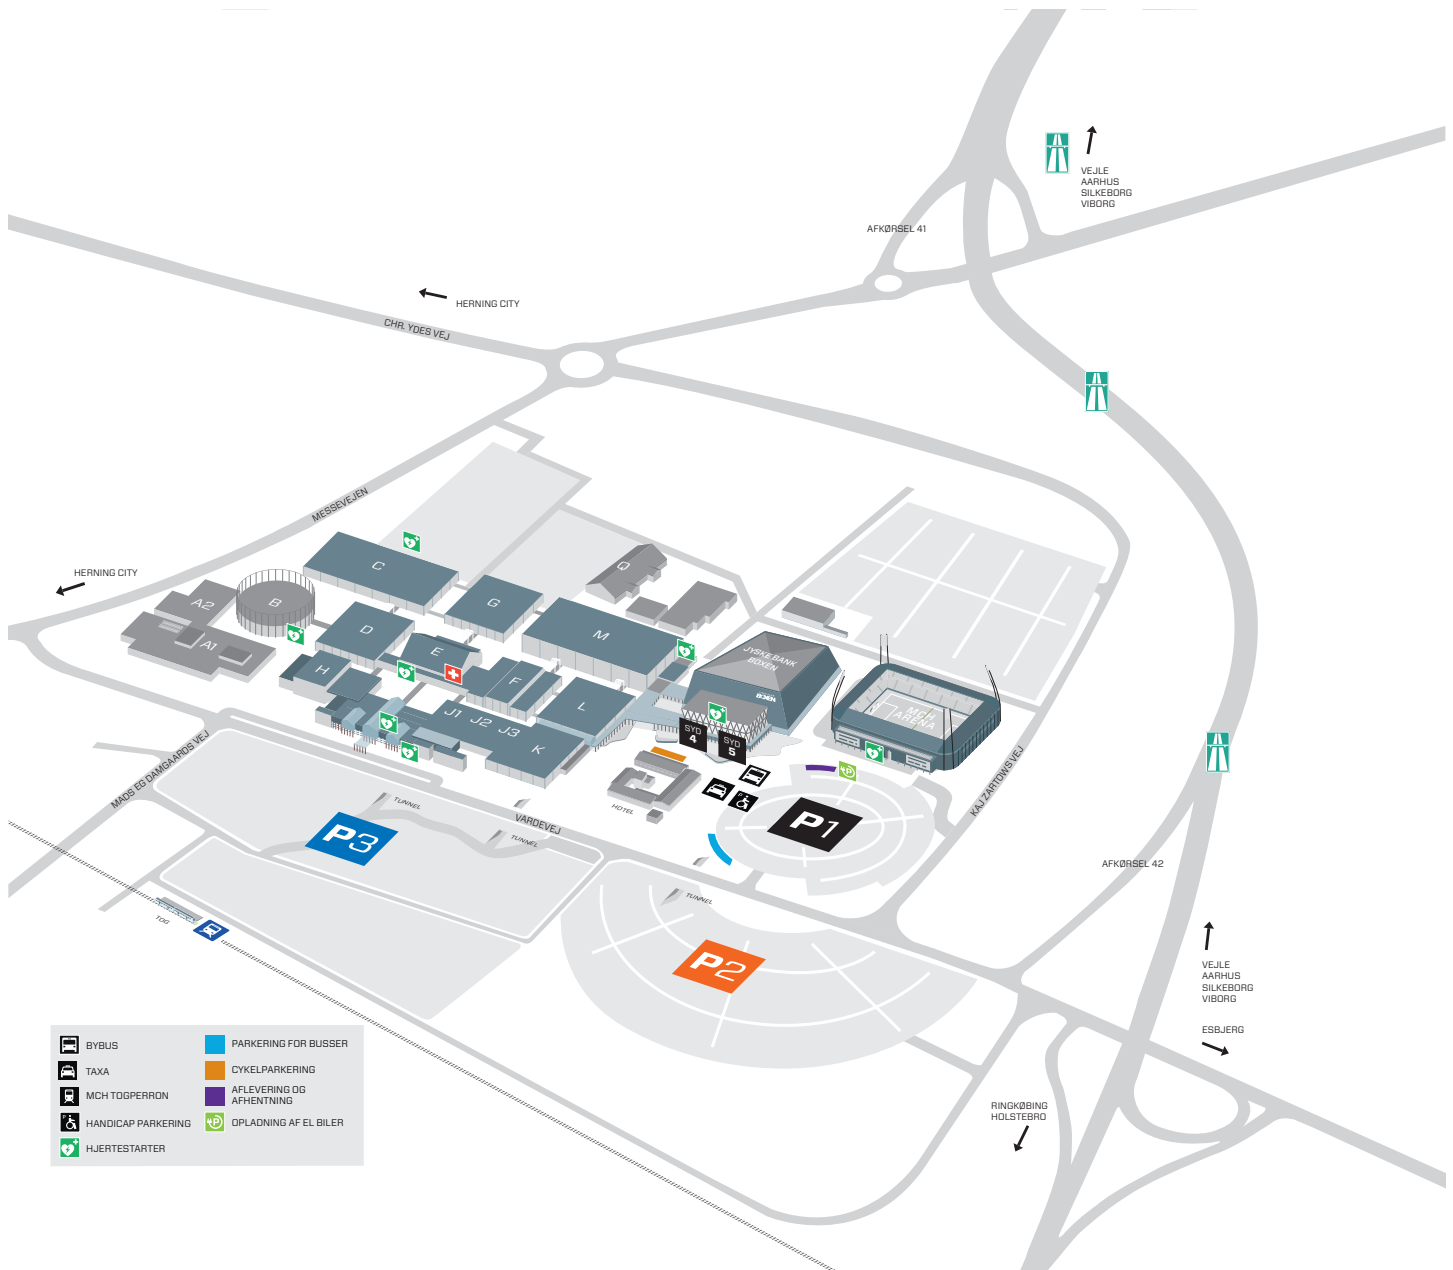 VEJLE
AARHUS
SILKEBORG
VIBORG
AFKØRSEL 41
HERNING CITY
CHR. YDES VEJ
MESSEVEJEN
HERNING CITY
C
Q
G
B
A2
A1
D
M
E
H
F
L
J1
J2
J3
K
JYSKE BANK
BOXEN
BOXEN
MCH
ARENA
SYD
4
SYD
5
HOTEL
P1
KAJ ZARTOWS VEJ
MADS EG DAMGAARDS VEJ
TUNNEL
TUNNEL
VARDEVEJ
P3
TUNNEL
P2
TOG
AFKØRSEL 42
VEJLE
AARHUS
SILKEBORG
VIBORG
ESBJERG
RINGKØBING
HOLSTEBRO
BYBUS
TAXA
MCH TOGPERRON
P
HANDICAP PARKERING
HJERTESTARTER
PARKERING FOR BUSSER
CYKELPARKERING
AFLEVERING OG
AFHENTNING
P
OPLADNING AF EL BILER